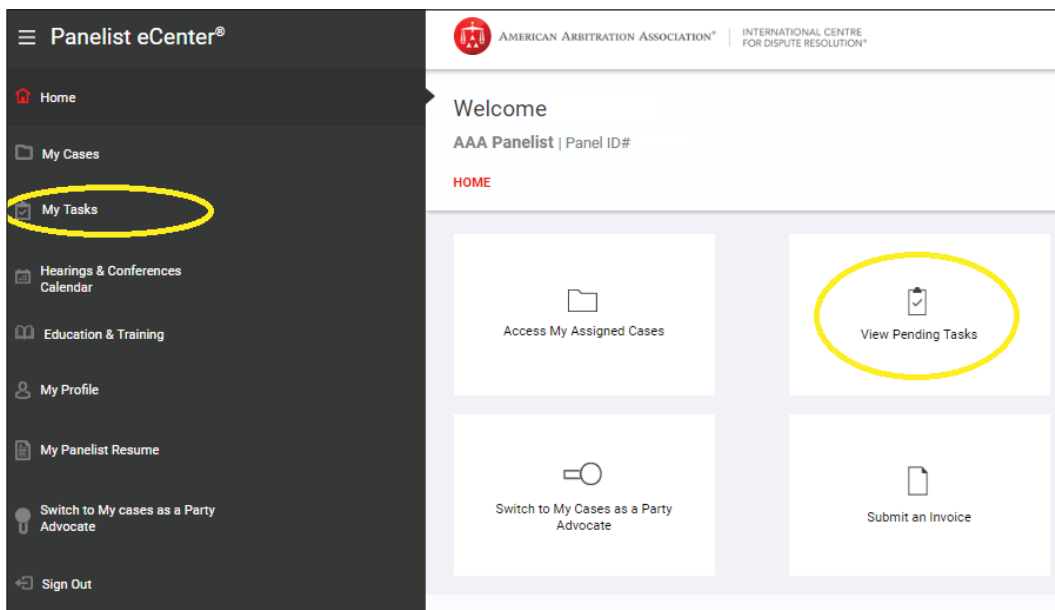 Panelist eCenter®
Home
My Cases
My Tasks
Hearings & Conferences
Calendar
Education & Training
My Profile
My Panelist Resume
Switch to My cases as a Party
Advocate
Sign Out
AMERICAN ARBITRATION ASSOCIATION®
INTERNATIONAL CENTRE
FOR DISPUTE RESOLUTION®
Welcome
AAA Panelist | Panel ID#
HOME
Access My Assigned Cases
View Pending Tasks
Switch to My Cases as a Party
Advocate
Submit an Invoice